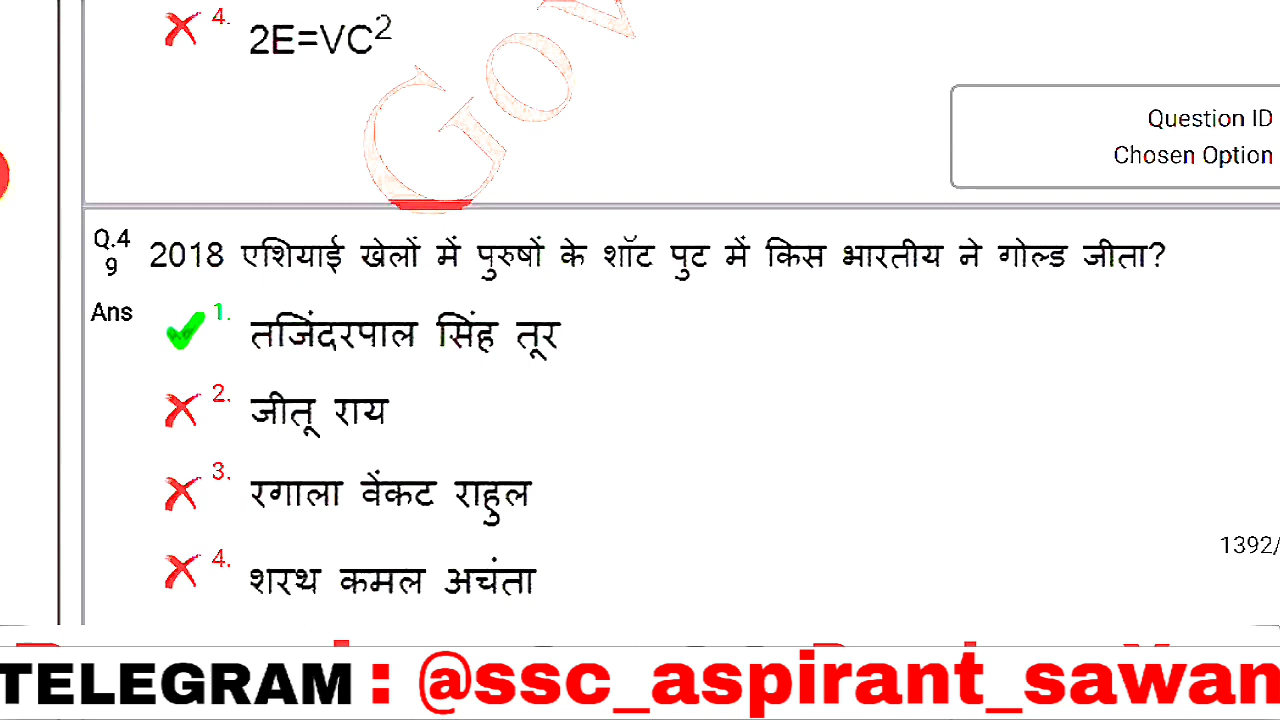 4. 2E=VC²
Gov
Question ID
Chosen Option
Q.49 2018 एशियाई खेलों में पुरुषों के शॉट पुट में किस भारतीय ने गोल्ड जीता?
Ans 1. तजिंदरपाल सिंह तूर
2. जीतू राय
3. रगाला वेंकट राहुल
4. शरथ कमल अचंता
1392/
TELEGRAM : @ssc_aspirant_sawan